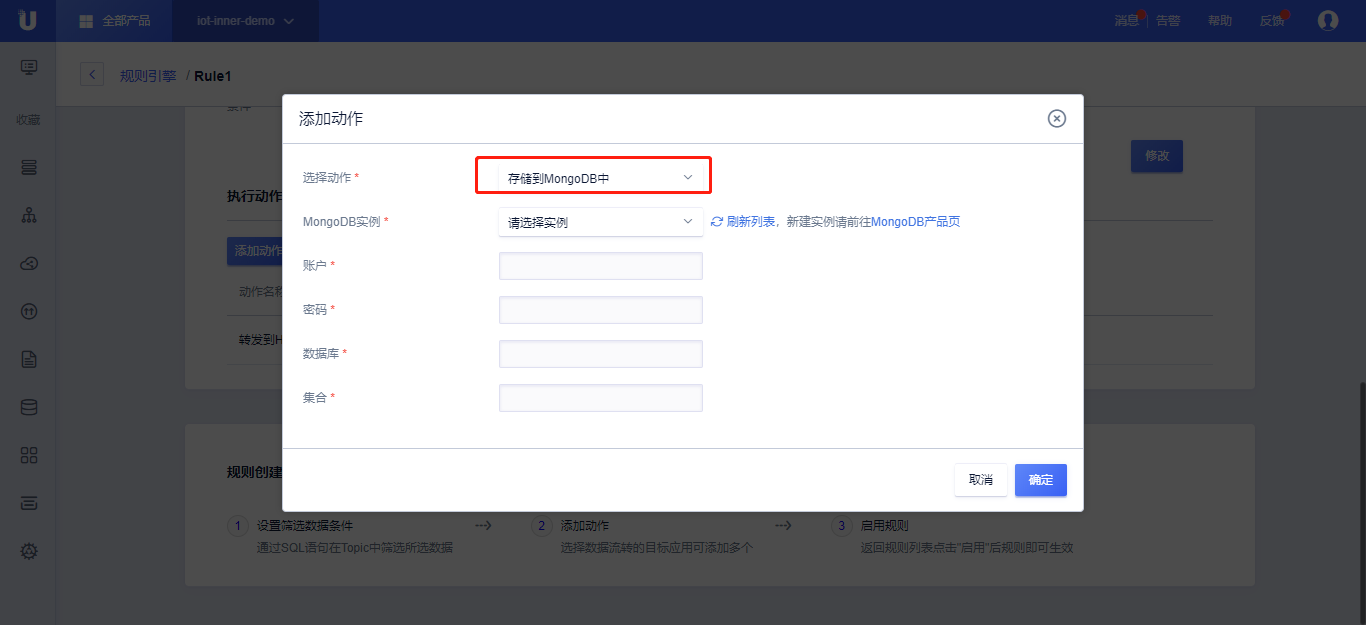 全部产品
iot-inner-demo
消息
告警
帮助
反馈
规则引擎 / Rule1
收藏
添加动作
修改
选择动作 *
存储到MongoDB中
执行动作
MongoDB实例 *
请选择实例
刷新列表，新建实例请前往MongoDB产品页
添加动作
账户 *
动作名称
密码 *
转发到H
数据库 *
集合 *
取消
确定
规则创建
1 设置筛选数据条件
2 添加动作
3 启用规则
通过SQL语句在Topic中筛选所选数据
选择数据流转的目标应用可添加多个
返回规则列表点击"启用"后规则即可生效